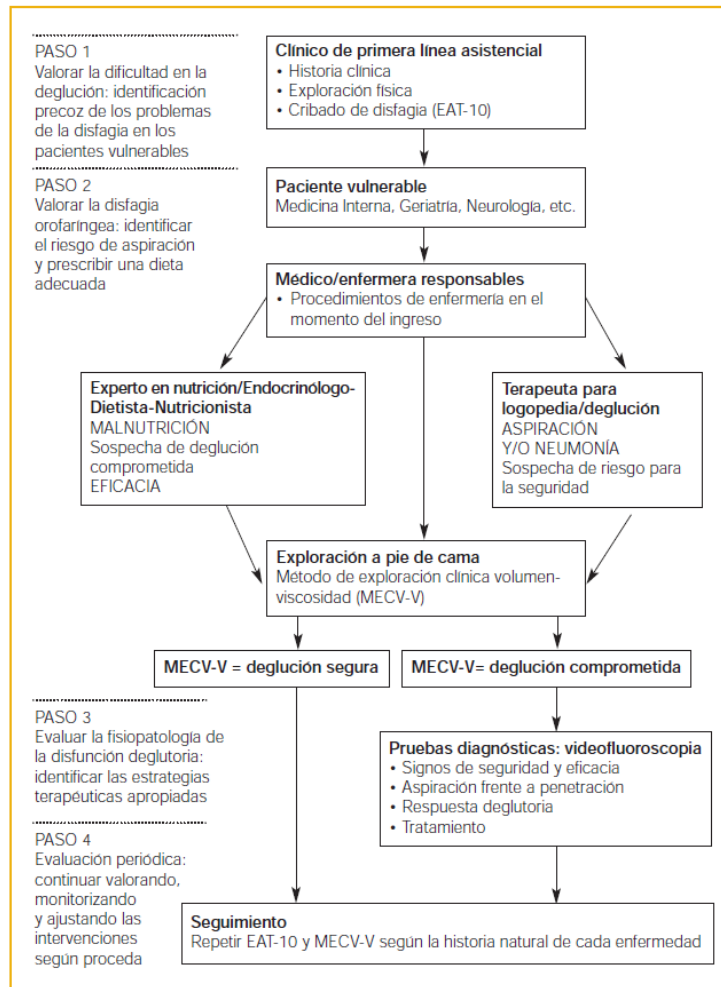 PASO 1
Valorar la dificultad en la
deglución: identificación
precoz de los problemas
de la disfagia en los
pacientes vulnerables
Clínico de primera línea asistencial
• Historia clínica
• Exploración física
• Cribado de disfagia (EAT-10)
PASO 2
Valorar la disfagia
orofaríngea: identificar
el riesgo de aspiración
y prescribir una dieta
adecuada
Paciente vulnerable
Medicina Interna, Geriatría, Neurología, etc.
Médico/enfermera responsables
• Procedimientos de enfermería en el
momento del ingreso
Experto en nutrición/Endocrinólogo-
Dietista-Nutricionista
MALNUTRICIÓN
Sospecha de deglución
comprometida
EFICACIA
Terapeuta para
logopedia/deglución
ASPIRACIÓN
Y/O NEUMONÍA
Sospecha de riesgo para
la seguridad
Exploración a pie de cama
Método de exploración clínica volumen-
viscosidad (MECV-V)
MECV-V = deglución segura
MECV-V= deglución comprometida
PASO 3
Evaluar la fisiopatología de
la disfunción deglutoria:
identificar las estrategias
terapéuticas apropiadas
Pruebas diagnósticas: videofluoroscopia
• Signos de seguridad y eficacia
• Aspiración frente a penetración
• Respuesta deglutoria
• Tratamiento
PASO 4
Evaluación periódica:
continuar valorando,
monitorizando
y ajustando las
intervenciones
según proceda
Seguimiento
Repetir EAT-10 y MECV-V según la historia natural de cada enfermedad